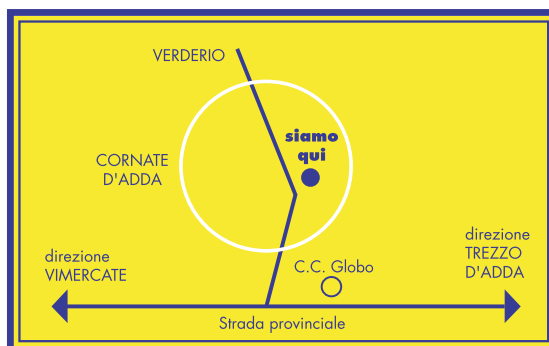 VERDERIO
siamo
qui
CORNATE
D'ADDA
direzione
TREZZO
D'ADDA
direzione
VIMERCATE
C.C. Globo
Strada provinciale